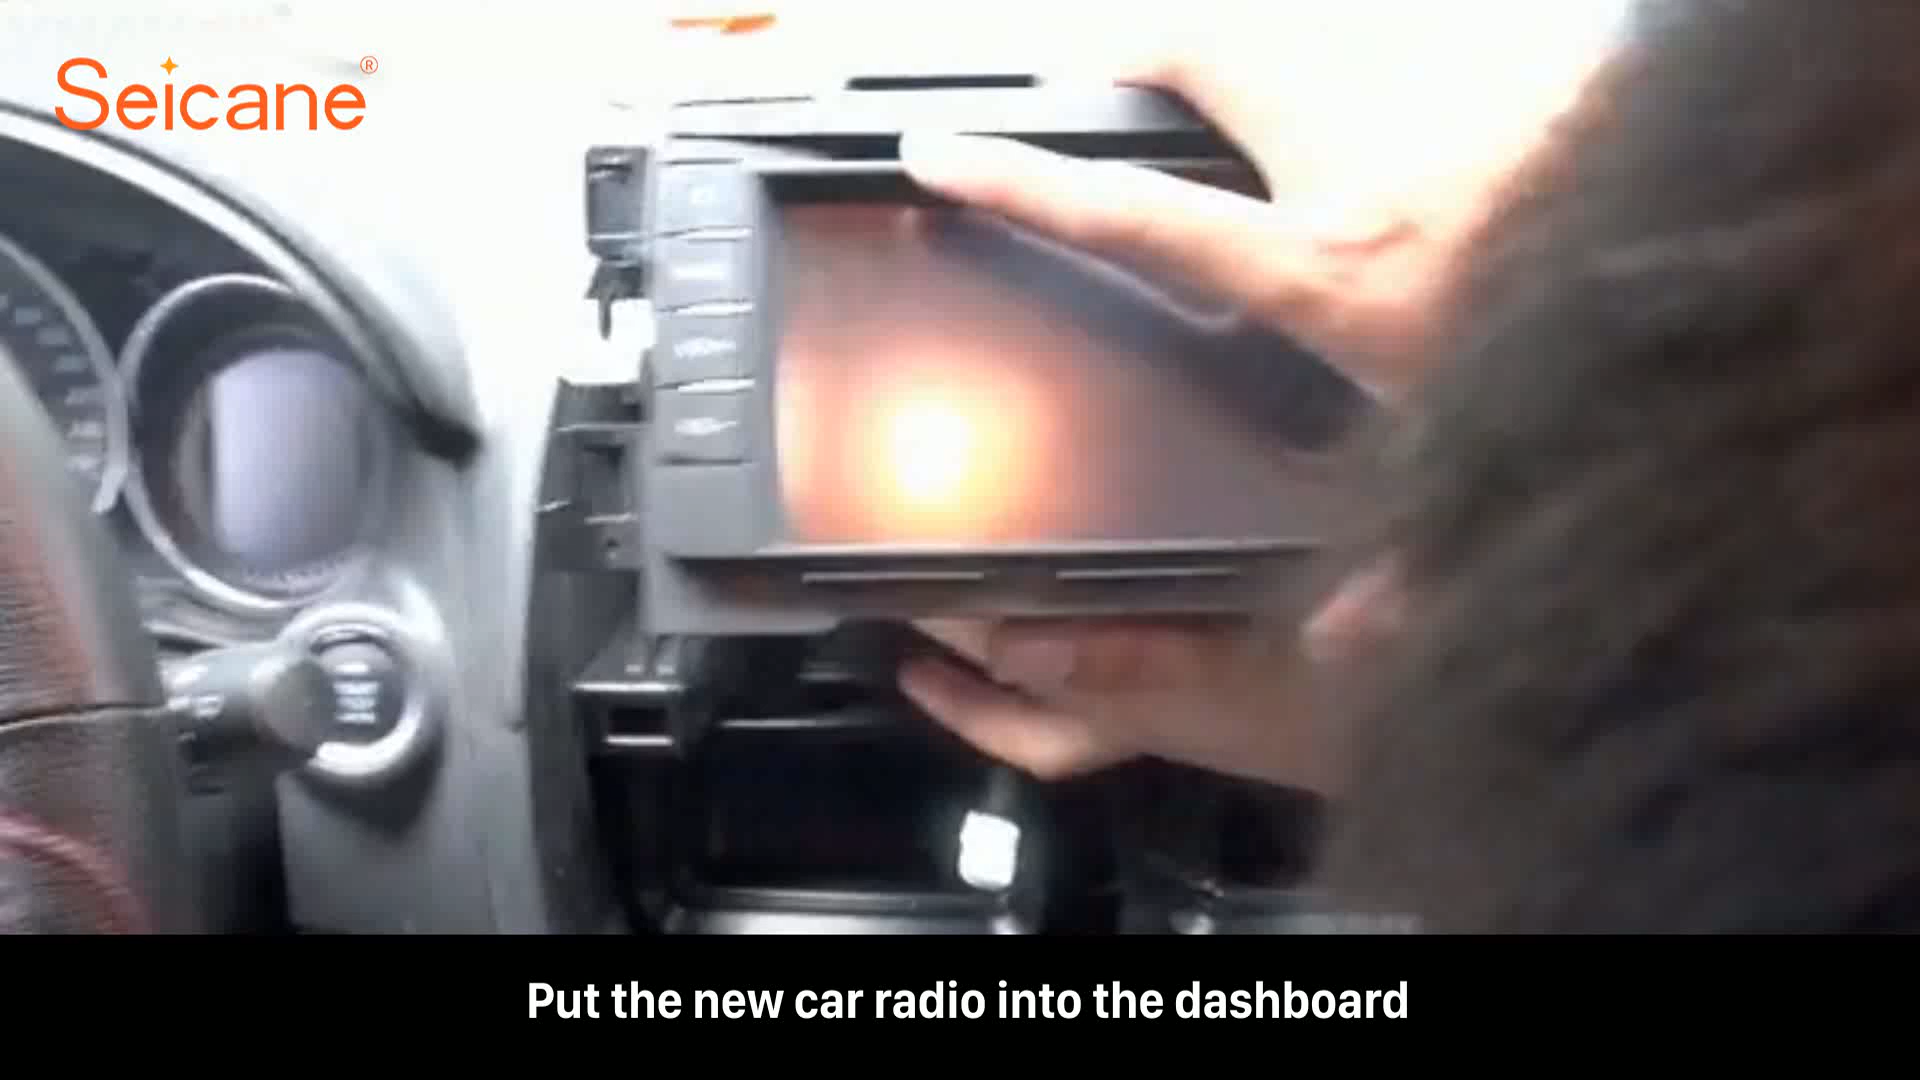 Seicane®
Put the new car radio into the dashboard